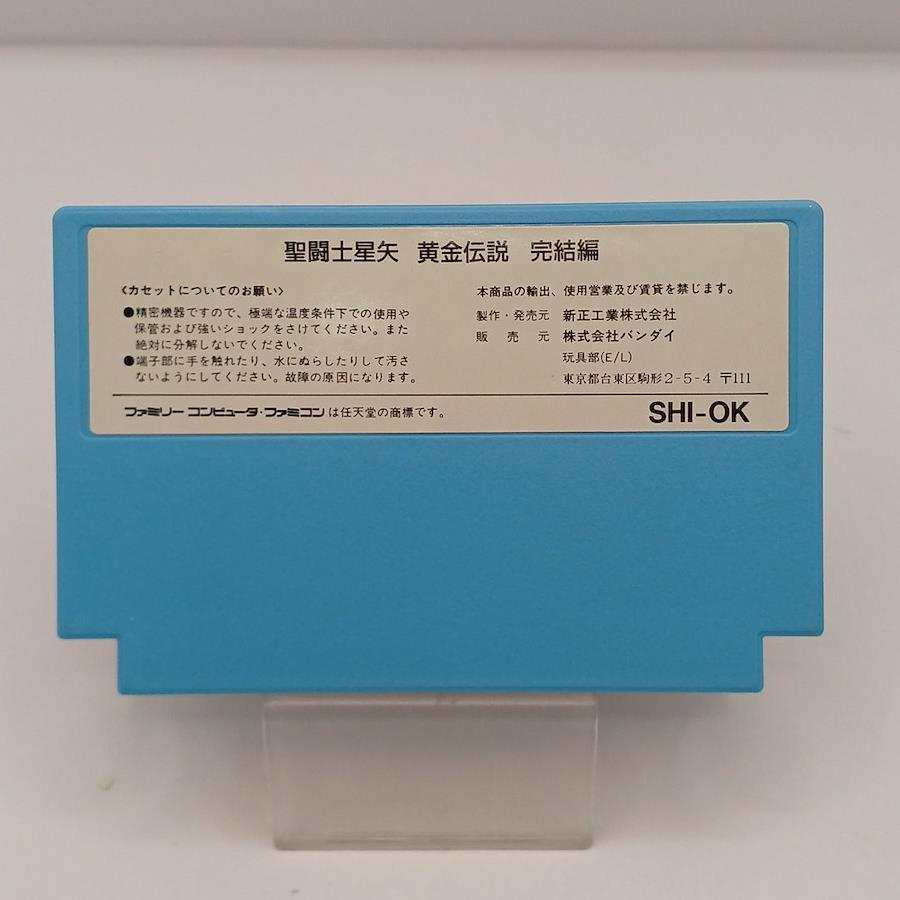 聖闘士星矢 黄金伝説 完結編
〈カセットについてのお願い〉
●精密機器ですので、極端な温度条件下での使用や
保管および強いショックをさけてください。また
絶対に分解しないでください。
●端子部に手を触れたり、水にぬらしたりして汚さ
ないようにしてください。故障の原因になります。
本商品の輸出、使用営業及び賃貸を禁じます。
製作・発売元 新正工業株式会社
販売元 株式会社バンダイ
玩具部(E/L)
東京都台東区駒形2-5-4 〒111
ファミリーコンピュータ・ファミコンは任天堂の商標です。
SHI-OK